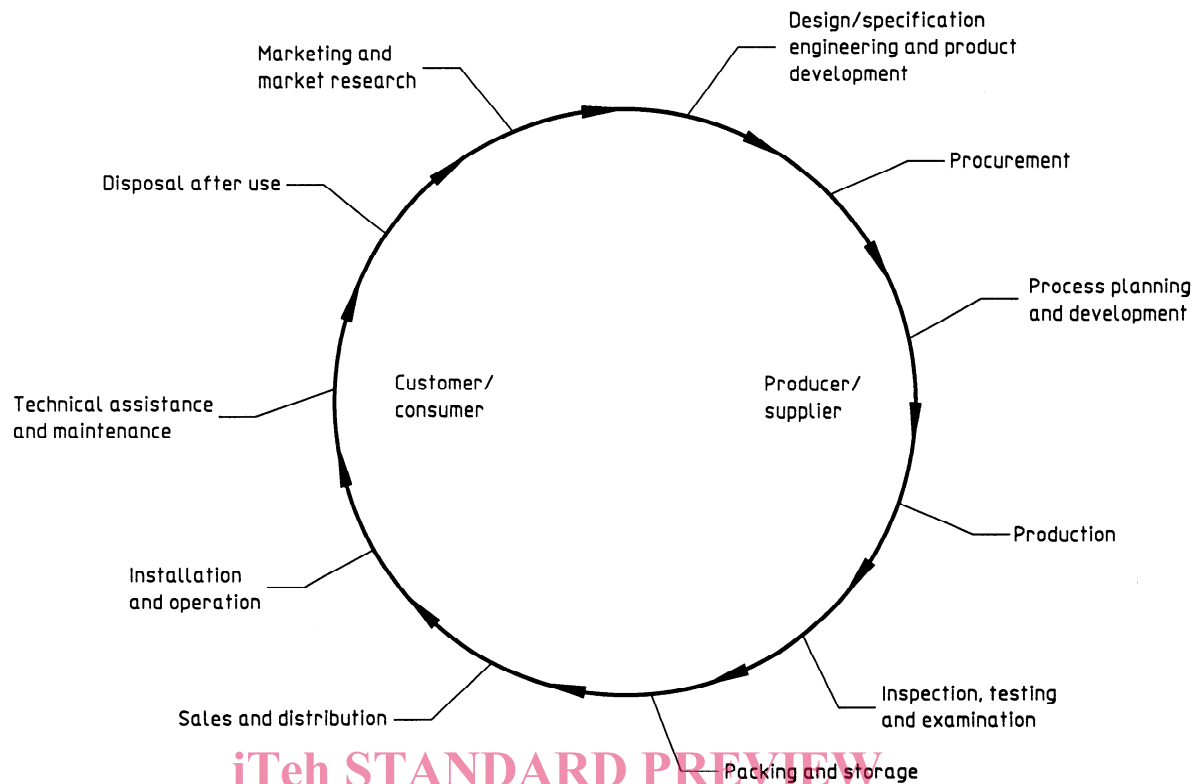 Design/specification
engineering and product
development
Marketing and
market research
Procurement
Disposal after use
Process planning
and development
Customer/
consumer
Producer/
supplier
Technical assistance
and maintenance
Production
Installation
and operation
Inspection, testing
and examination
Sales and distribution
iTeh STANDARD PREVIEW
Packing and storage